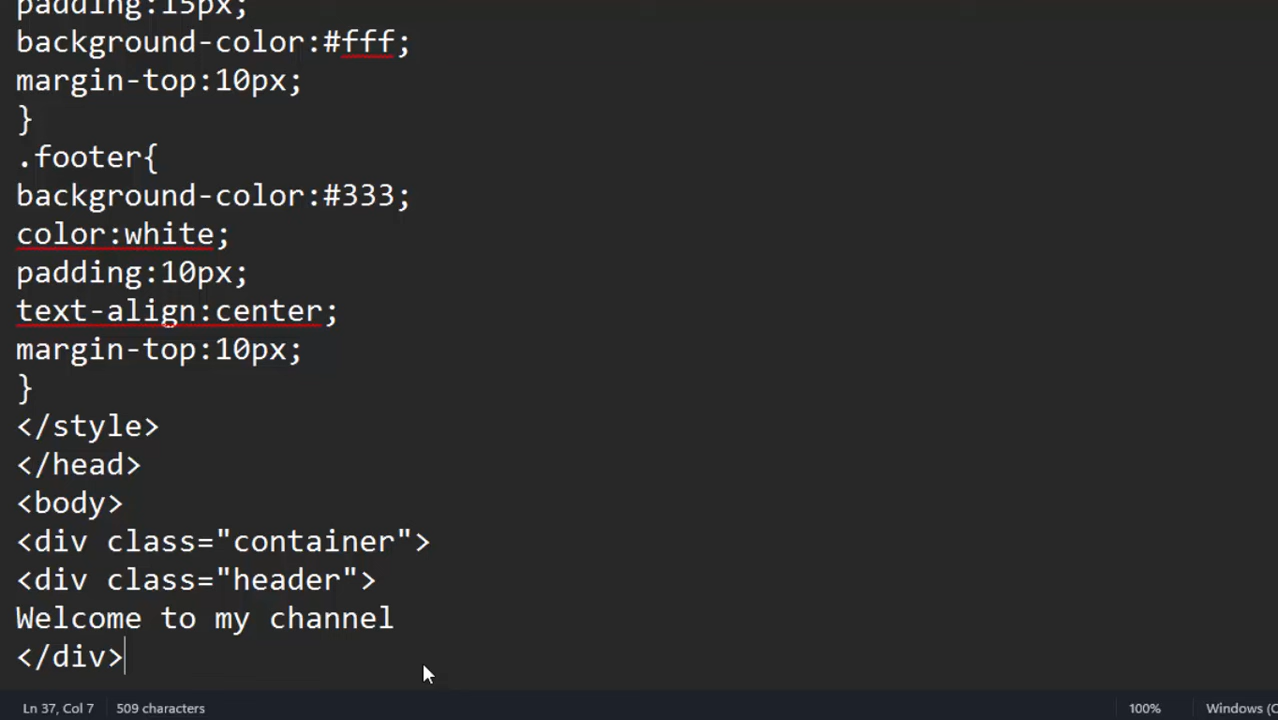 padding:15px;
background-color:#fff;
margin-top:10px;
}
.footer{
background-color:#333;
color:white;
padding:10px;
text-align:center;
margin-top:10px;
}
</style>
</head>
<body>
<div class="container">
<div class="header">
Welcome to my channel
</div>
Ln 37, Col 7 509 characters 100% Windows (C